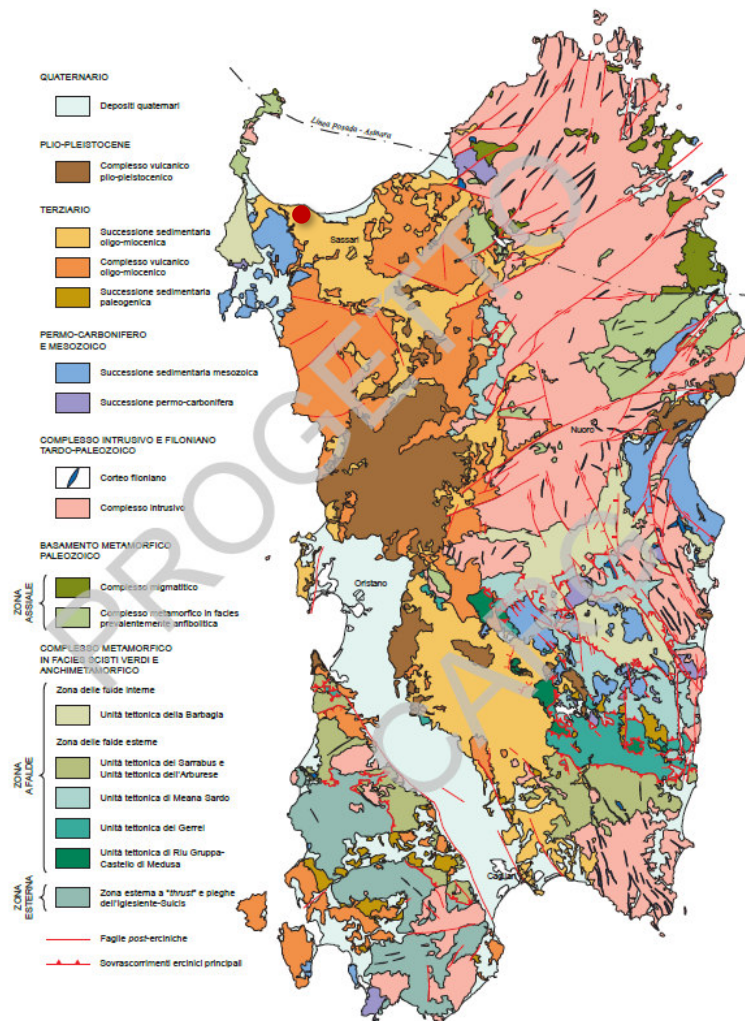 QUATERNARIO
Depositi quaternari
PLIO-PLEISTOCENE
Complesso vulcanico
plio-pleistocenico
TERZIARIO
Successione sedimentaria
oligo-miocenica
Complesso vulcanico
oligo-miocenico
Successione sedimentaria
paleogenica
PERMO-CARBONIFERO
E MESOZOICO
Successione sedimentaria mesozoica
Successione permo-carbonifera
COMPLESSO INTRUSIVO E FILONIANO
TARDO-PALEOZOICO
Corteo filoniano
Complesso intrusivo
BASAMENTO METAMORFICO
PALEOZOICO
ZONA
ASSIALE
Complesso migmatitico
Complesso metamorfico in facies
prevalentemente anfibolitica
COMPLESSO METAMORFICO
IN FACIES SCISTI VERDI E
ANCHIMETAMORFICO
Zona delle falde interne
ZONA
A FALDE
Unità tettonica della Barbagia
Zona delle falde esterne
Unità tettonica del Sarrabus e
Unità tettonica dell'Arburese
Unità tettonica di Meana Sardo
Unità tettonica del Gerrei
Unità tettonica di Riu Gruppa-
Castello di Medusa
ZONA
ESTERNA
Zona esterna a "thrust" e pieghe
dell'Iglesiente-Sulcis
Faglie post-erciniche
Sovrascorrimenti ercinici principali
Linea Posada - Asinara
Sassari
Nuoro
Oristano
Cagliari
PROGETTO
CARG